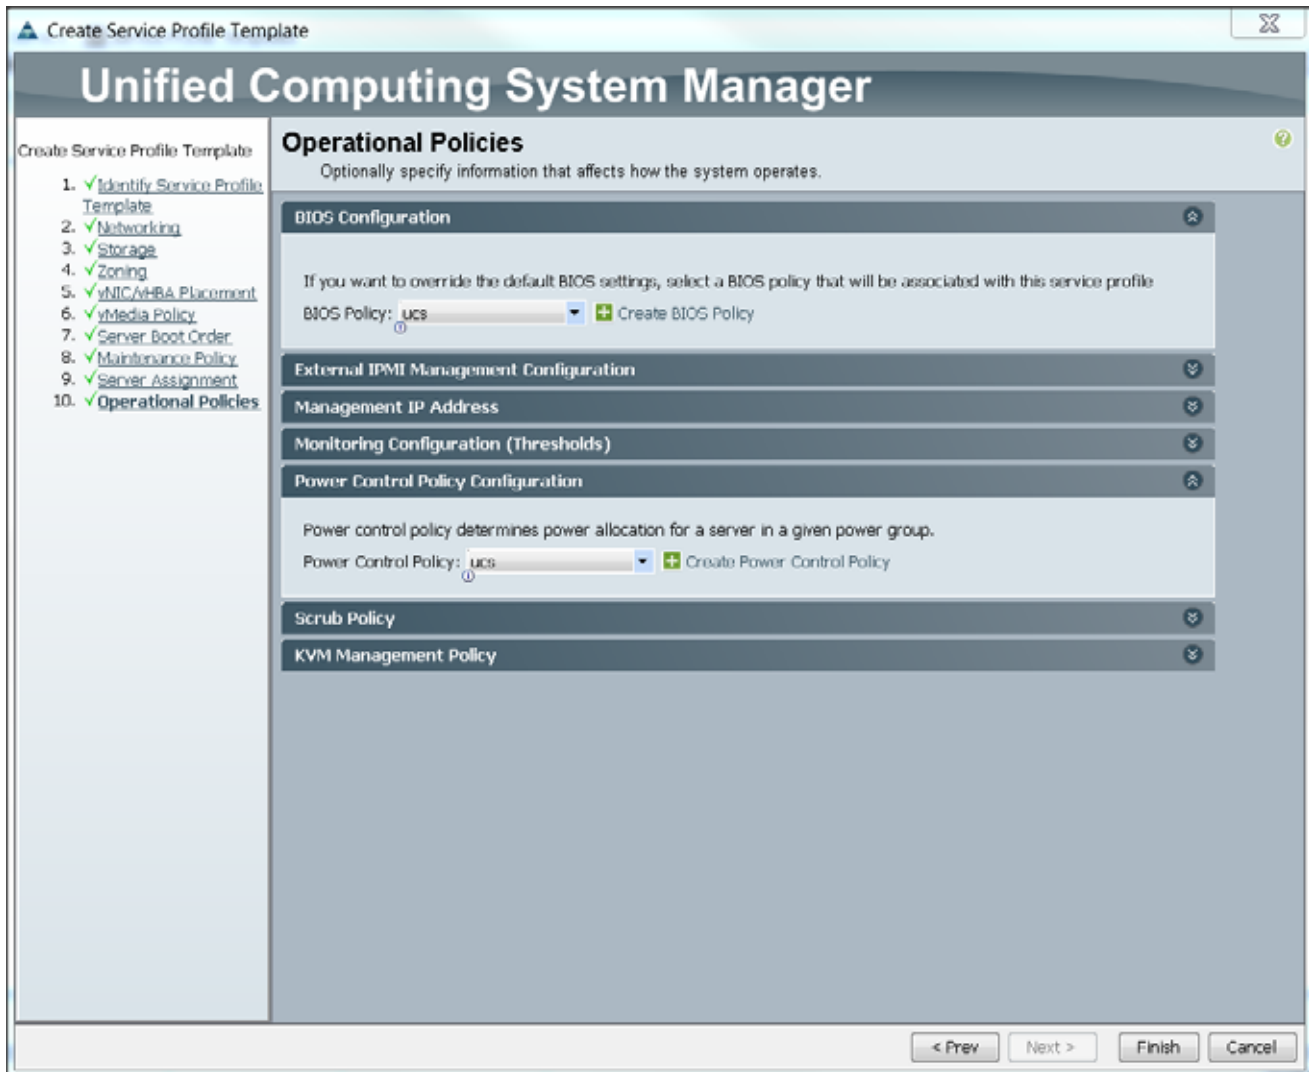 Create Service Profile Template
Unified Computing System Manager
Create Service Profile Template
1. Identify Service Profile
Template
2. Networking
3. Storage
4. Zoning
5. vNIC/vHBA Placement
6. vMedia Policy
7. Server Boot Order
8. Maintenance Policy
9. Server Assignment
10. Operational Policies
Operational Policies
Optionally specify information that affects how the system operates.
BIOS Configuration
If you want to override the default BIOS settings, select a BIOS policy that will be associated with this service profile
BIOS Policy: ucs Create BIOS Policy
External IPMI Management Configuration
Management IP Address
Monitoring Configuration (Thresholds)
Power Control Policy Configuration
Power control policy determines power allocation for a server in a given power group.
Power Control Policy: ucs Create Power Control Policy
Scrub Policy
KVM Management Policy
< Prev Next > Finish Cancel